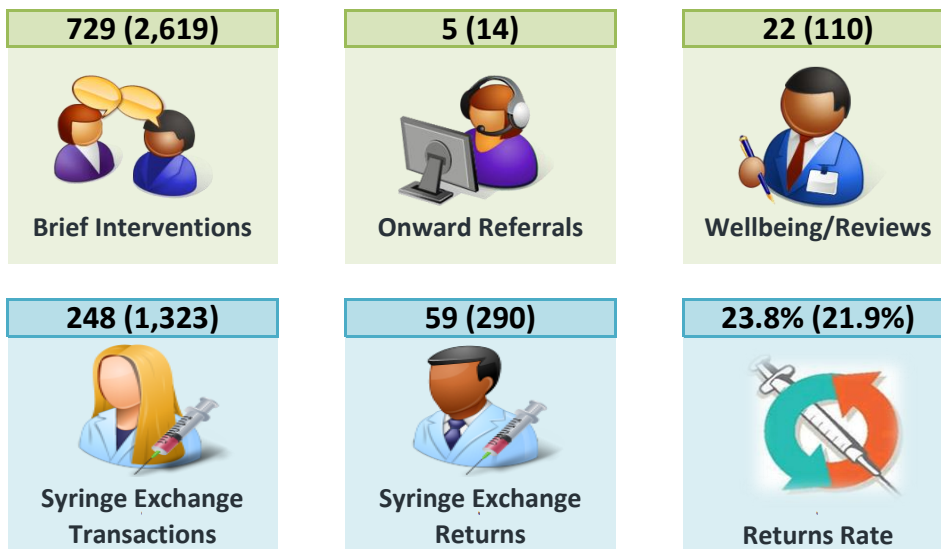 729 (2,619)
5 (14)
22 (110)
Brief Interventions
Onward Referrals
Wellbeing/Reviews
248 (1,323)
59 (290)
23.8% (21.9%)
Syringe Exchange
Transactions
Syringe Exchange
Returns
Returns Rate